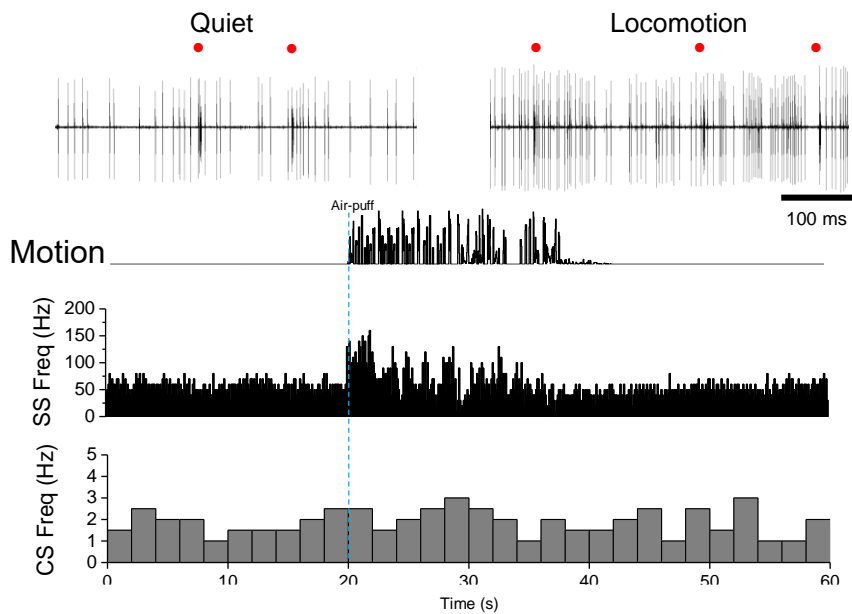 Quiet
Locomotion
100 ms
Air-puff
Motion
SS Freq (Hz)
200
150
100
50
0
CS Freq (Hz)
5
4
3
2
1
0
0 10 20 30 40 50 60
Time (s)